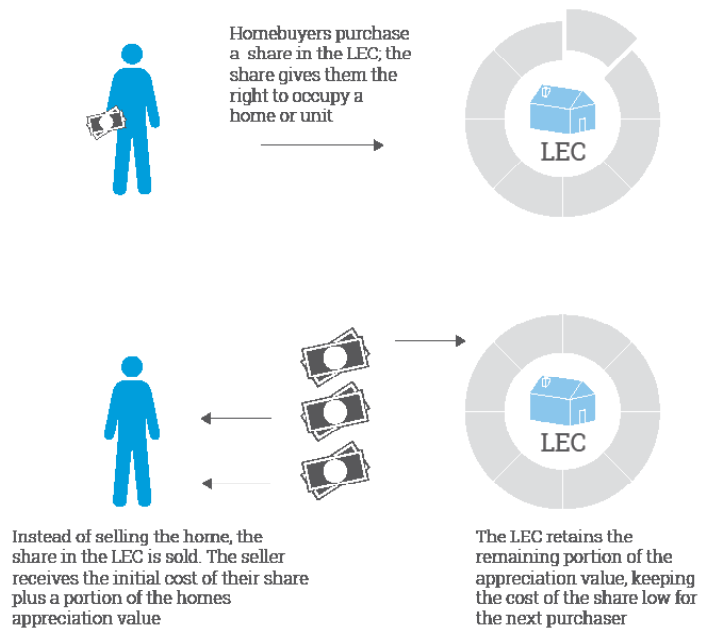 Homebuyers purchase
a share in the LEC; the
share gives them the
right to occupy a
home or unit
LEC
LEC
Instead of selling the home, the
share in the LEC is sold. The seller
receives the initial cost of their share
plus a portion of the homes
appreciation value
The LEC retains the
remaining portion of the
appreciation value, keeping
the cost of the share low for
the next purchaser